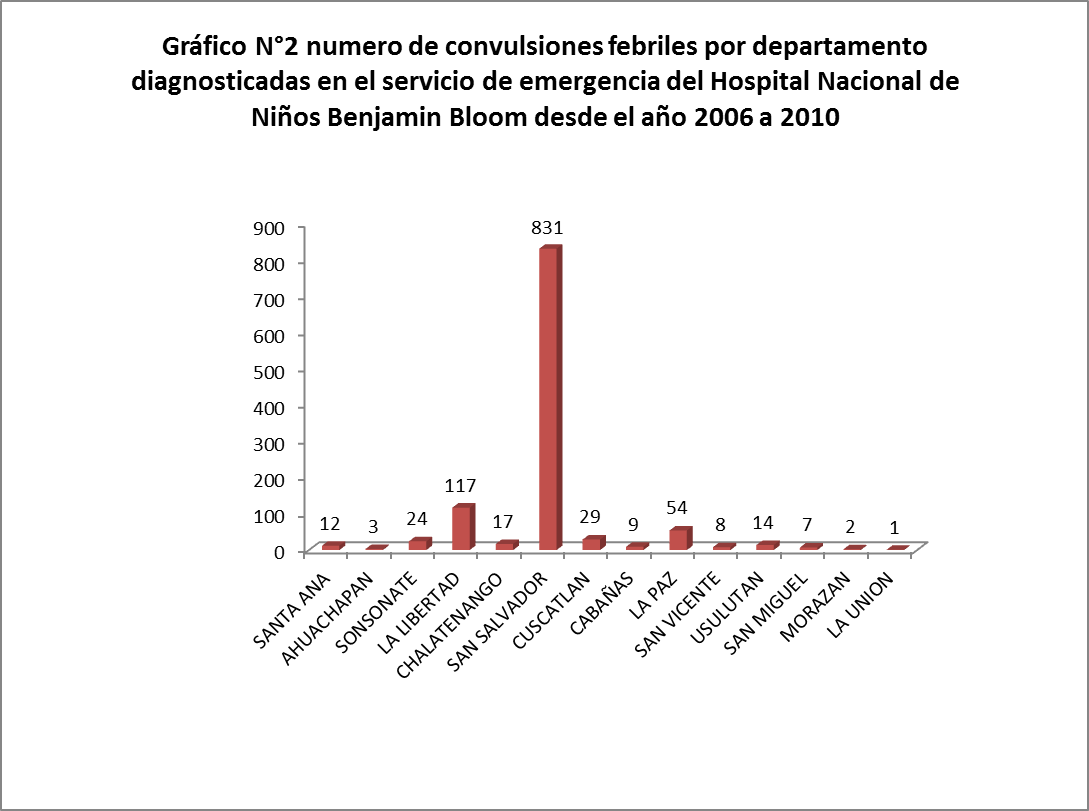 Gráfico N°2 numero de convulsiones febriles por departamento
diagnosticadas en el servicio de emergencia del Hospital Nacional de
Niños Benjamin Bloom desde el año 2006 a 2010
900
800
700
600
500
400
300
200
100
0
12
3
24
117
17
831
29
9
54
8
14
7
2
1
SANTA ANA
AHUACHAPAN
SONSONATE
LA LIBERTAD
CHALATENANGO
SAN SALVADOR
CUSCATLAN
CABAÑAS
LA PAZ
SAN VICENTE
USULUTAN
SAN MIGUEL
MORAZAN
LA UNION